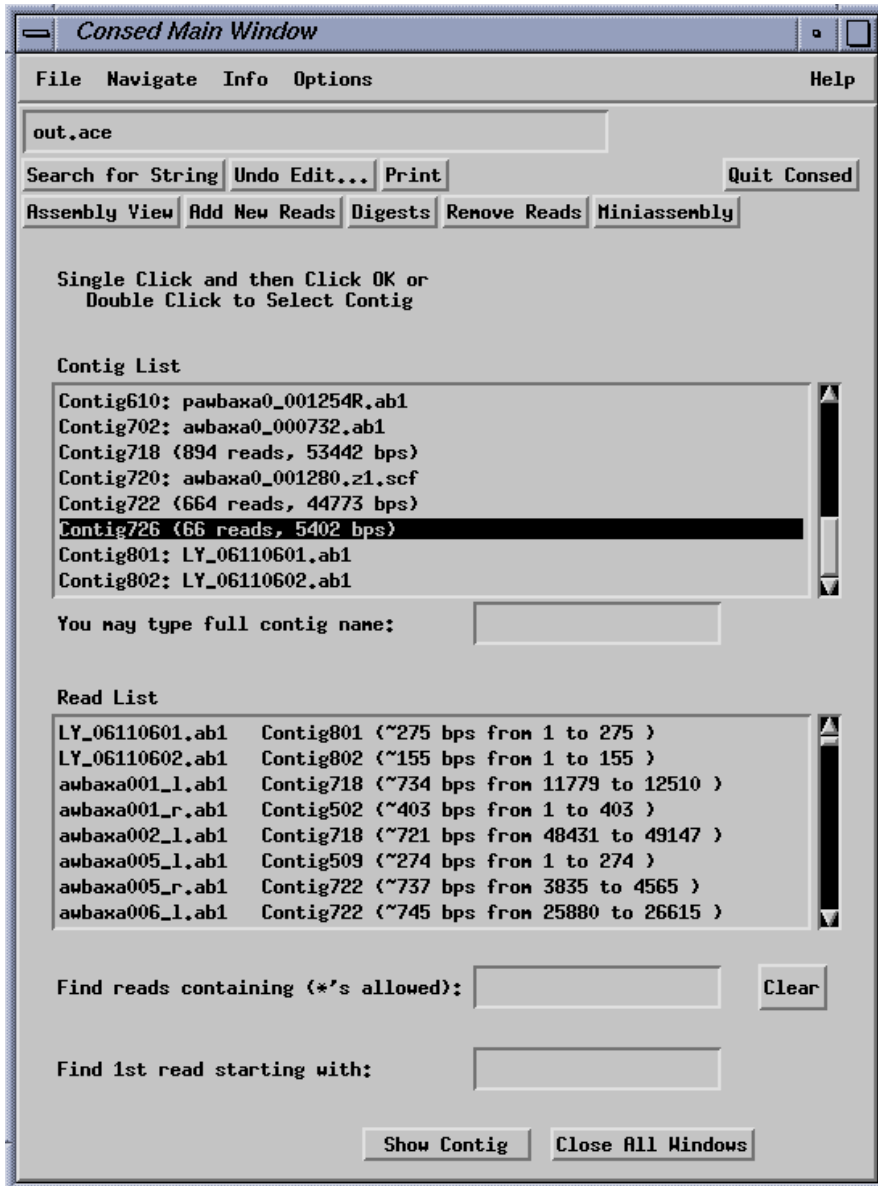 Consed Main Window
File Navigate Info Options Help
out.ace
Search for String Undo Edit... Print Quit Consed
Assembly View Add New Reads Digests Remove Reads Miniassembly
Single Click and then Click OK or
Double Click to Select Contig
Contig List
Contig610: pawbaxa0_001254R.ab1
Contig702: awbaxa0_000732.ab1
Contig718 (894 reads, 53442 bps)
Contig720: awbaxa0_001280.z1.scf
Contig722 (664 reads, 44773 bps)
Contig726 (66 reads, 5402 bps)
Contig801: LY_06110601.ab1
Contig802: LY_06110602.ab1
You may type full contig name:
Read List
LY_06110601.ab1 Contig801 (~275 bps from 1 to 275 )
LY_06110602.ab1 Contig802 (~155 bps from 1 to 155 )
awbaxa001_l.ab1 Contig718 (~734 bps from 11779 to 12510 )
awbaxa001_r.ab1 Contig502 (~403 bps from 1 to 403 )
awbaxa002_l.ab1 Contig718 (~721 bps from 48431 to 49147 )
awbaxa005_l.ab1 Contig509 (~274 bps from 1 to 274 )
awbaxa005_r.ab1 Contig722 (~737 bps from 3835 to 4565 )
awbaxa006_l.ab1 Contig722 (~745 bps from 25880 to 26615 )
Find reads containing (*'s allowed): Clear
Find 1st read starting with:
Show Contig Close All Windows